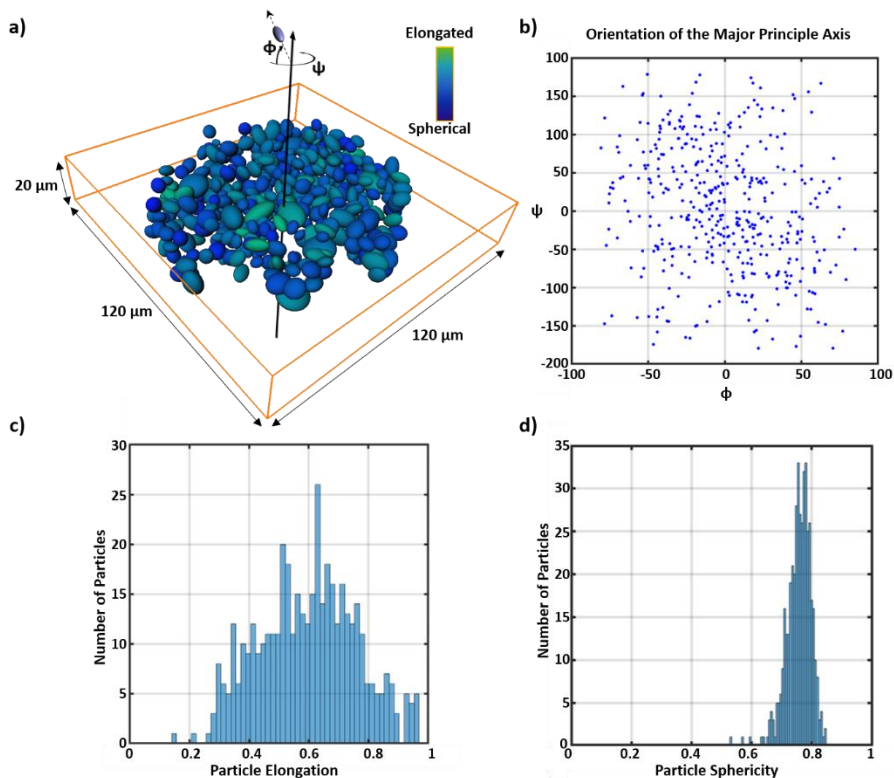 a)
ϕ
ψ
Elongated
Spherical
20 µm
120 µm
120 µm
b)
Orientation of the Major Principle Axis
100
150
100
50
ψ
0
-50
-100
-150
-200
-100
-50
0
50
100
ϕ
c)
30
25
20
15
10
5
0
Number of Particles
0
0.2
0.4
0.6
0.8
1
Particle Elongation
d)
35
30
25
20
15
10
5
0
Number of Particles
0
0.2
0.4
0.6
0.8
1
Particle Sphericity